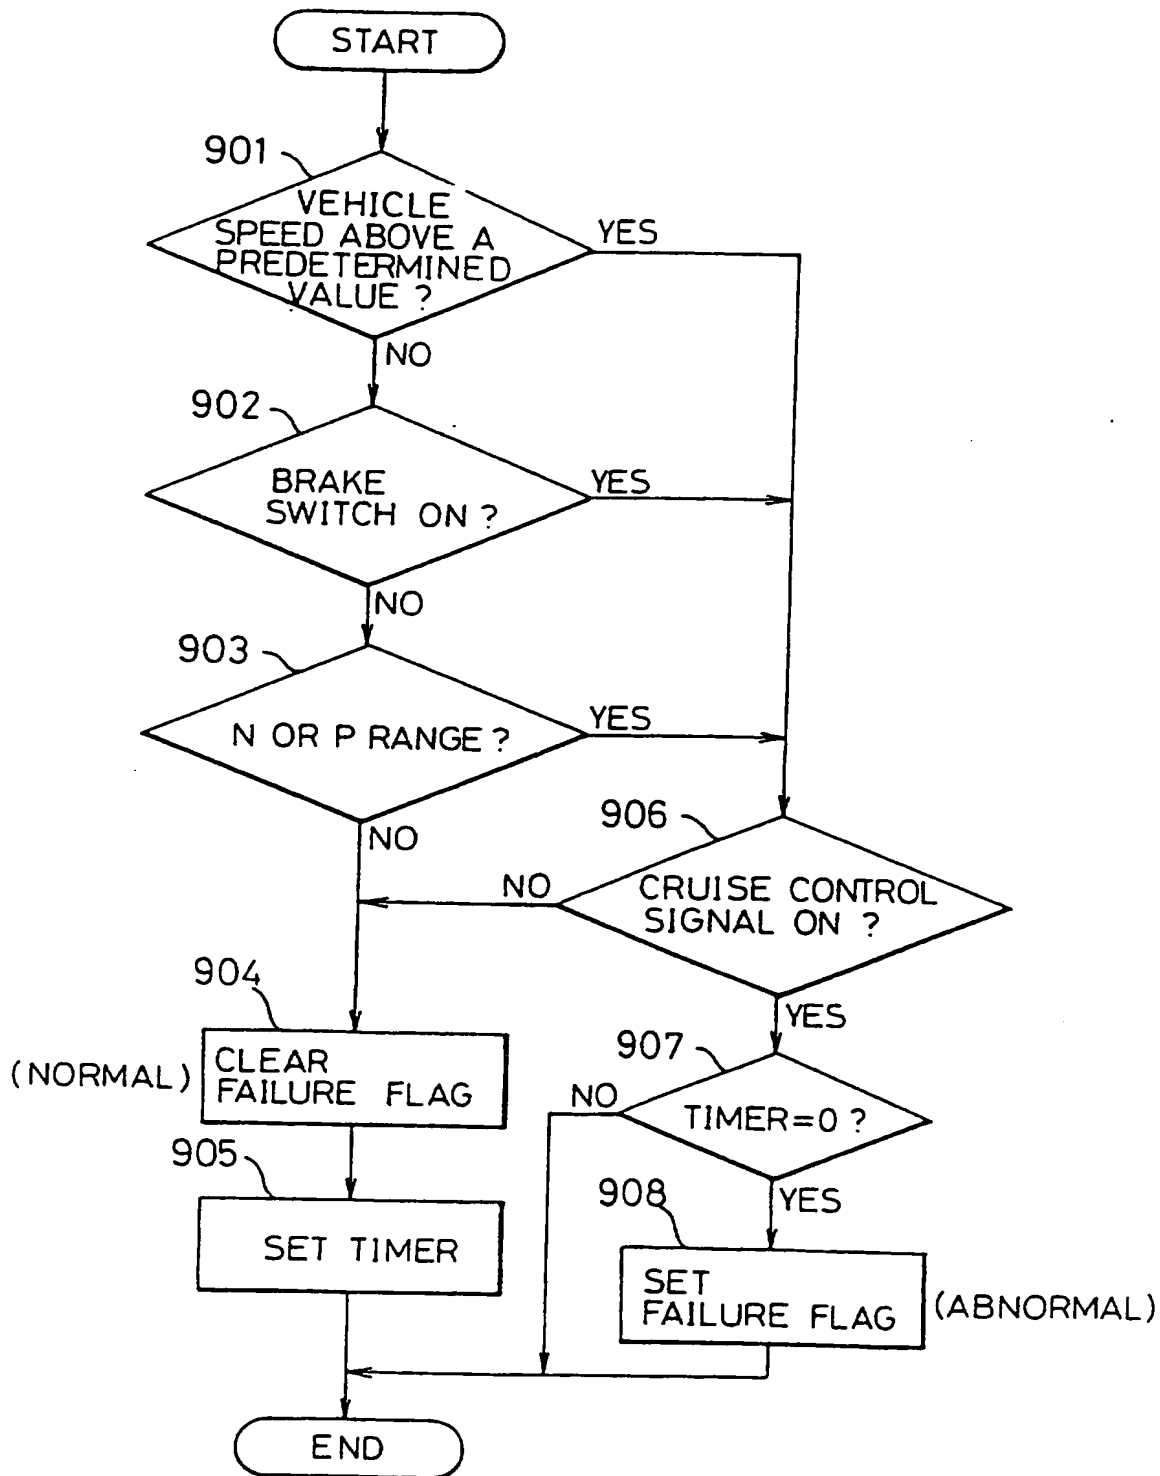 START
901
VEHICLE
SPEED ABOVE A
PREDETERMINED
VALUE ?
YES
NO
902
BRAKE
SWITCH ON ?
YES
NO
903
N OR P RANGE ?
YES
NO
906
CRUISE CONTROL
SIGNAL ON ?
NO
YES
904
(NORMAL)
CLEAR
FAILURE FLAG
907
TIMER=0 ?
NO
YES
905
SET TIMER
908
SET
FAILURE FLAG
(ABNORMAL)
END